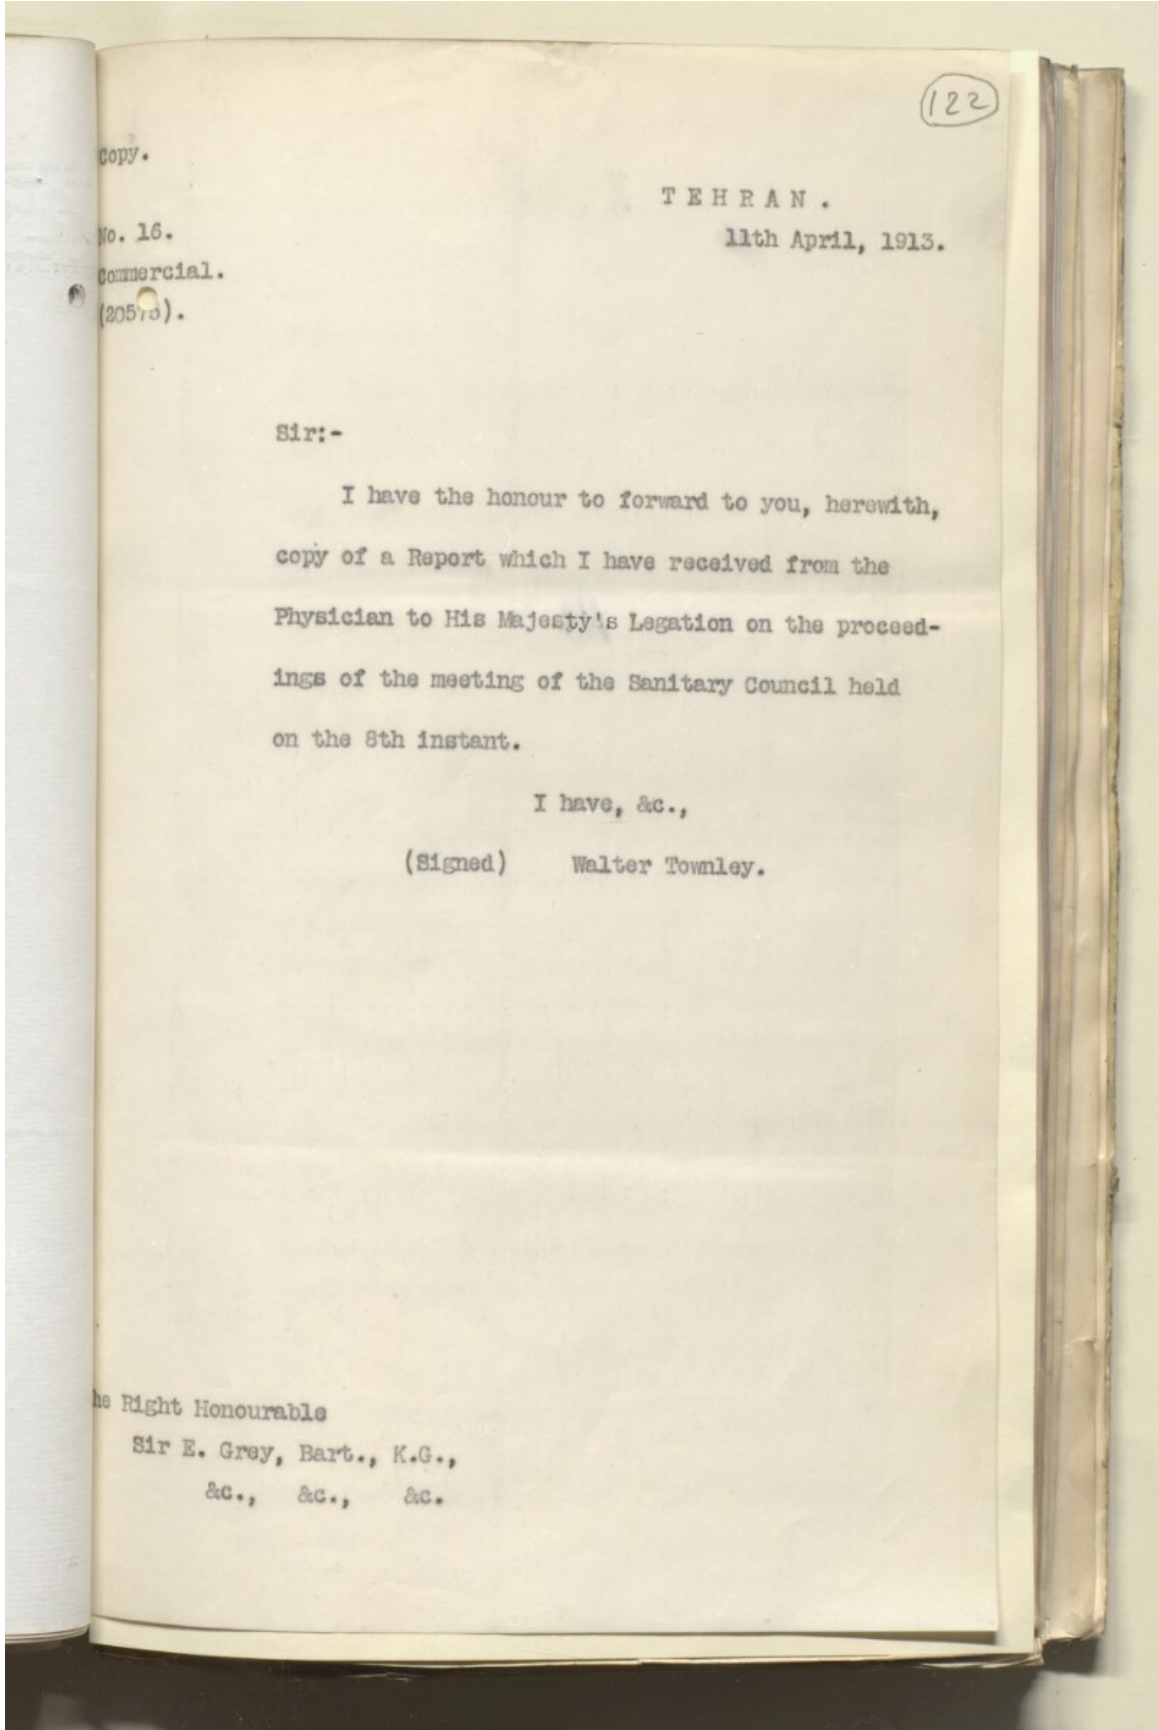 122
Copy.
TEHRAN.
11th April, 1913.
No. 16.
Commercial.
Sir:-
I have the honour to forward to you, herewith,
copy of a Report which I have received from the
Physician to His Majesty's Legation on the proceed-
ings of the meeting of the Sanitary Council held
on the 8th instant.
I have, &c.,
(Signed) Walter Townley.
he Right Honourable
Sir E. Grey, Bart., K.G.,
&c., &c., &c.